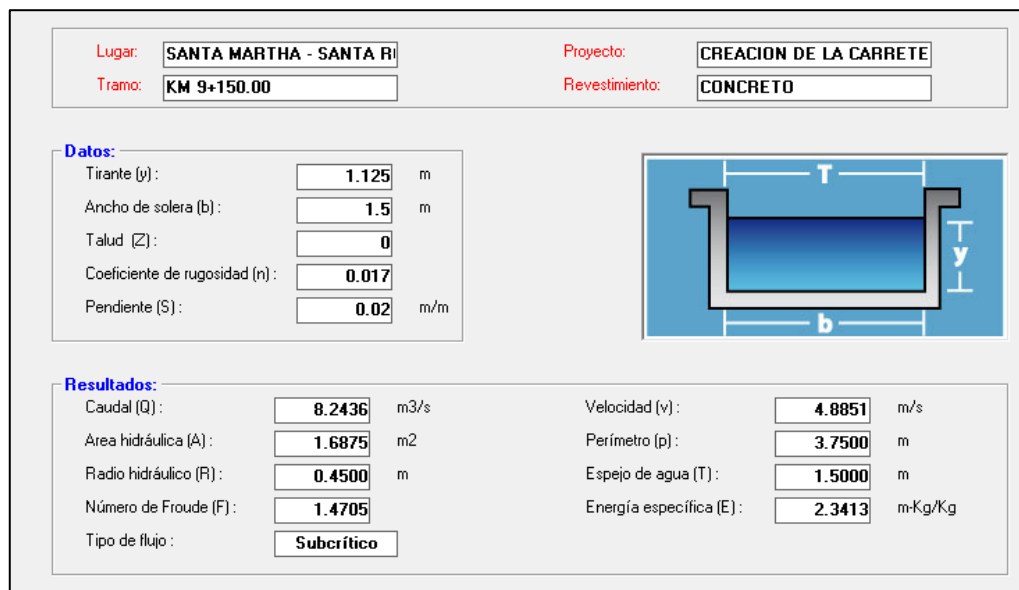 Lugar: SANTA MARTHA - SANTA RI Proyecto: CREACION DE LA CARRETE
Tramo: KM 9+150.00 Revestimiento: CONCRETO
Datos:
Tirante (y) : 1.125 m
Ancho de solera (b) : 1.5 m
Talud (Z) : 0
Coeficiente de rugosidad (n) : 0.017
Pendiente (S) : 0.02 m/m
T
y
b
Resultados:
Caudal (Q) : 8.2436 m3/s Velocidad (v) : 4.8851 m/s
Area hidráulica (A) : 1.6875 m2 Perímetro (p) : 3.7500 m
Radio hidráulico (R) : 0.4500 m Espejo de agua (T) : 1.5000 m
Número de Froude (F) : 1.4705 Energía específica (E) : 2.3413 m-Kg/Kg
Tipo de flujo : Subcrítico